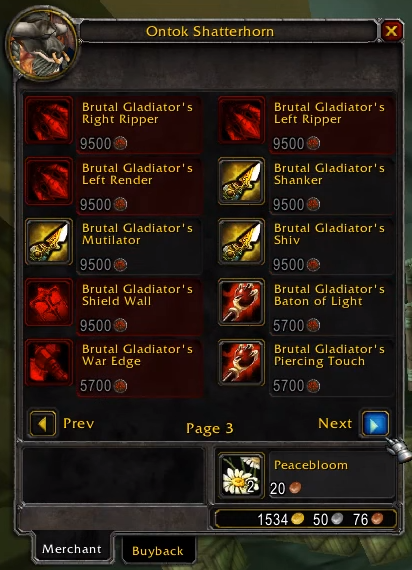 Ontok Shatterhorn
Brutal Gladiator's
Right Ripper
9500
Brutal Gladiator's
Left Ripper
9500
Brutal Gladiator's
Left Render
9500
Brutal Gladiator's
Shanker
9500
Brutal Gladiator's
Mutilator
9500
Brutal Gladiator's
Shiv
9500
Brutal Gladiator's
Shield Wall
9500
Brutal Gladiator's
Baton of Light
5700
Brutal Gladiator's
War Edge
5700
Brutal Gladiator's
Piercing Touch
5700
Prev
Page 3
Next
2
Peacebloom
20
1534 50 76
Merchant
Buyback